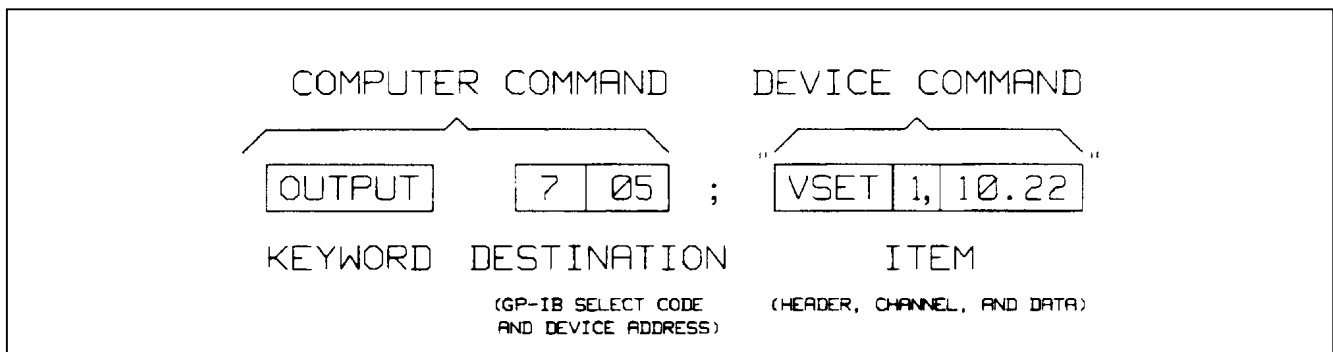 COMPUTER COMMAND DEVICE COMMAND
OUTPUT 7 05 ; " VSET 1, 10.22 "
KEYWORD DESTINATION ITEM
(GP-IB SELECT CODE (HEADER, CHANNEL, AND DATA)
AND DEVICE ADDRESS)